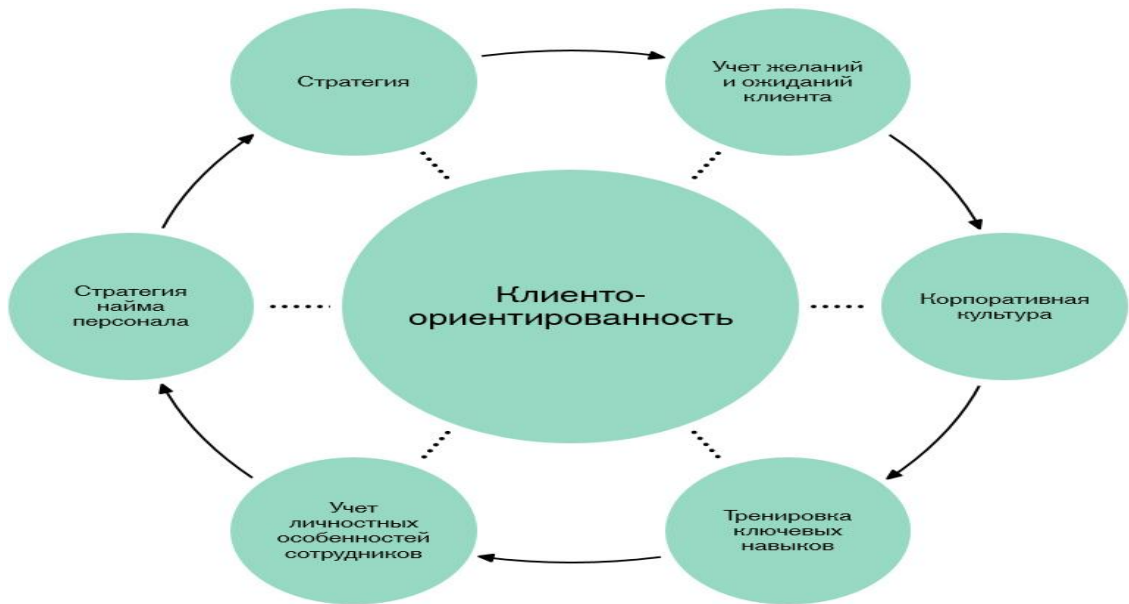 Стратегия
Учет желаний
и ожиданий
клиента
Стратегия
найма
персонала
Клиенто-
ориентированность
Корпоративная
культура
Учет
личностных
особенностей
сотрудников
Тренировка
ключевых
навыков